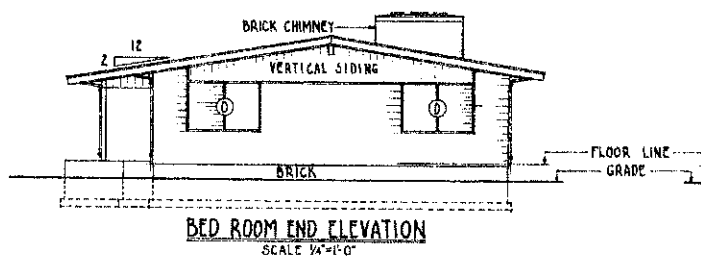 BRICK CHIMNEY
12
2
VERTICAL SIDING
D
D
FLOOR LINE
GRADE
BRICK
BED ROOM END ELEVATION
SCALE 1/4"=1'-0"